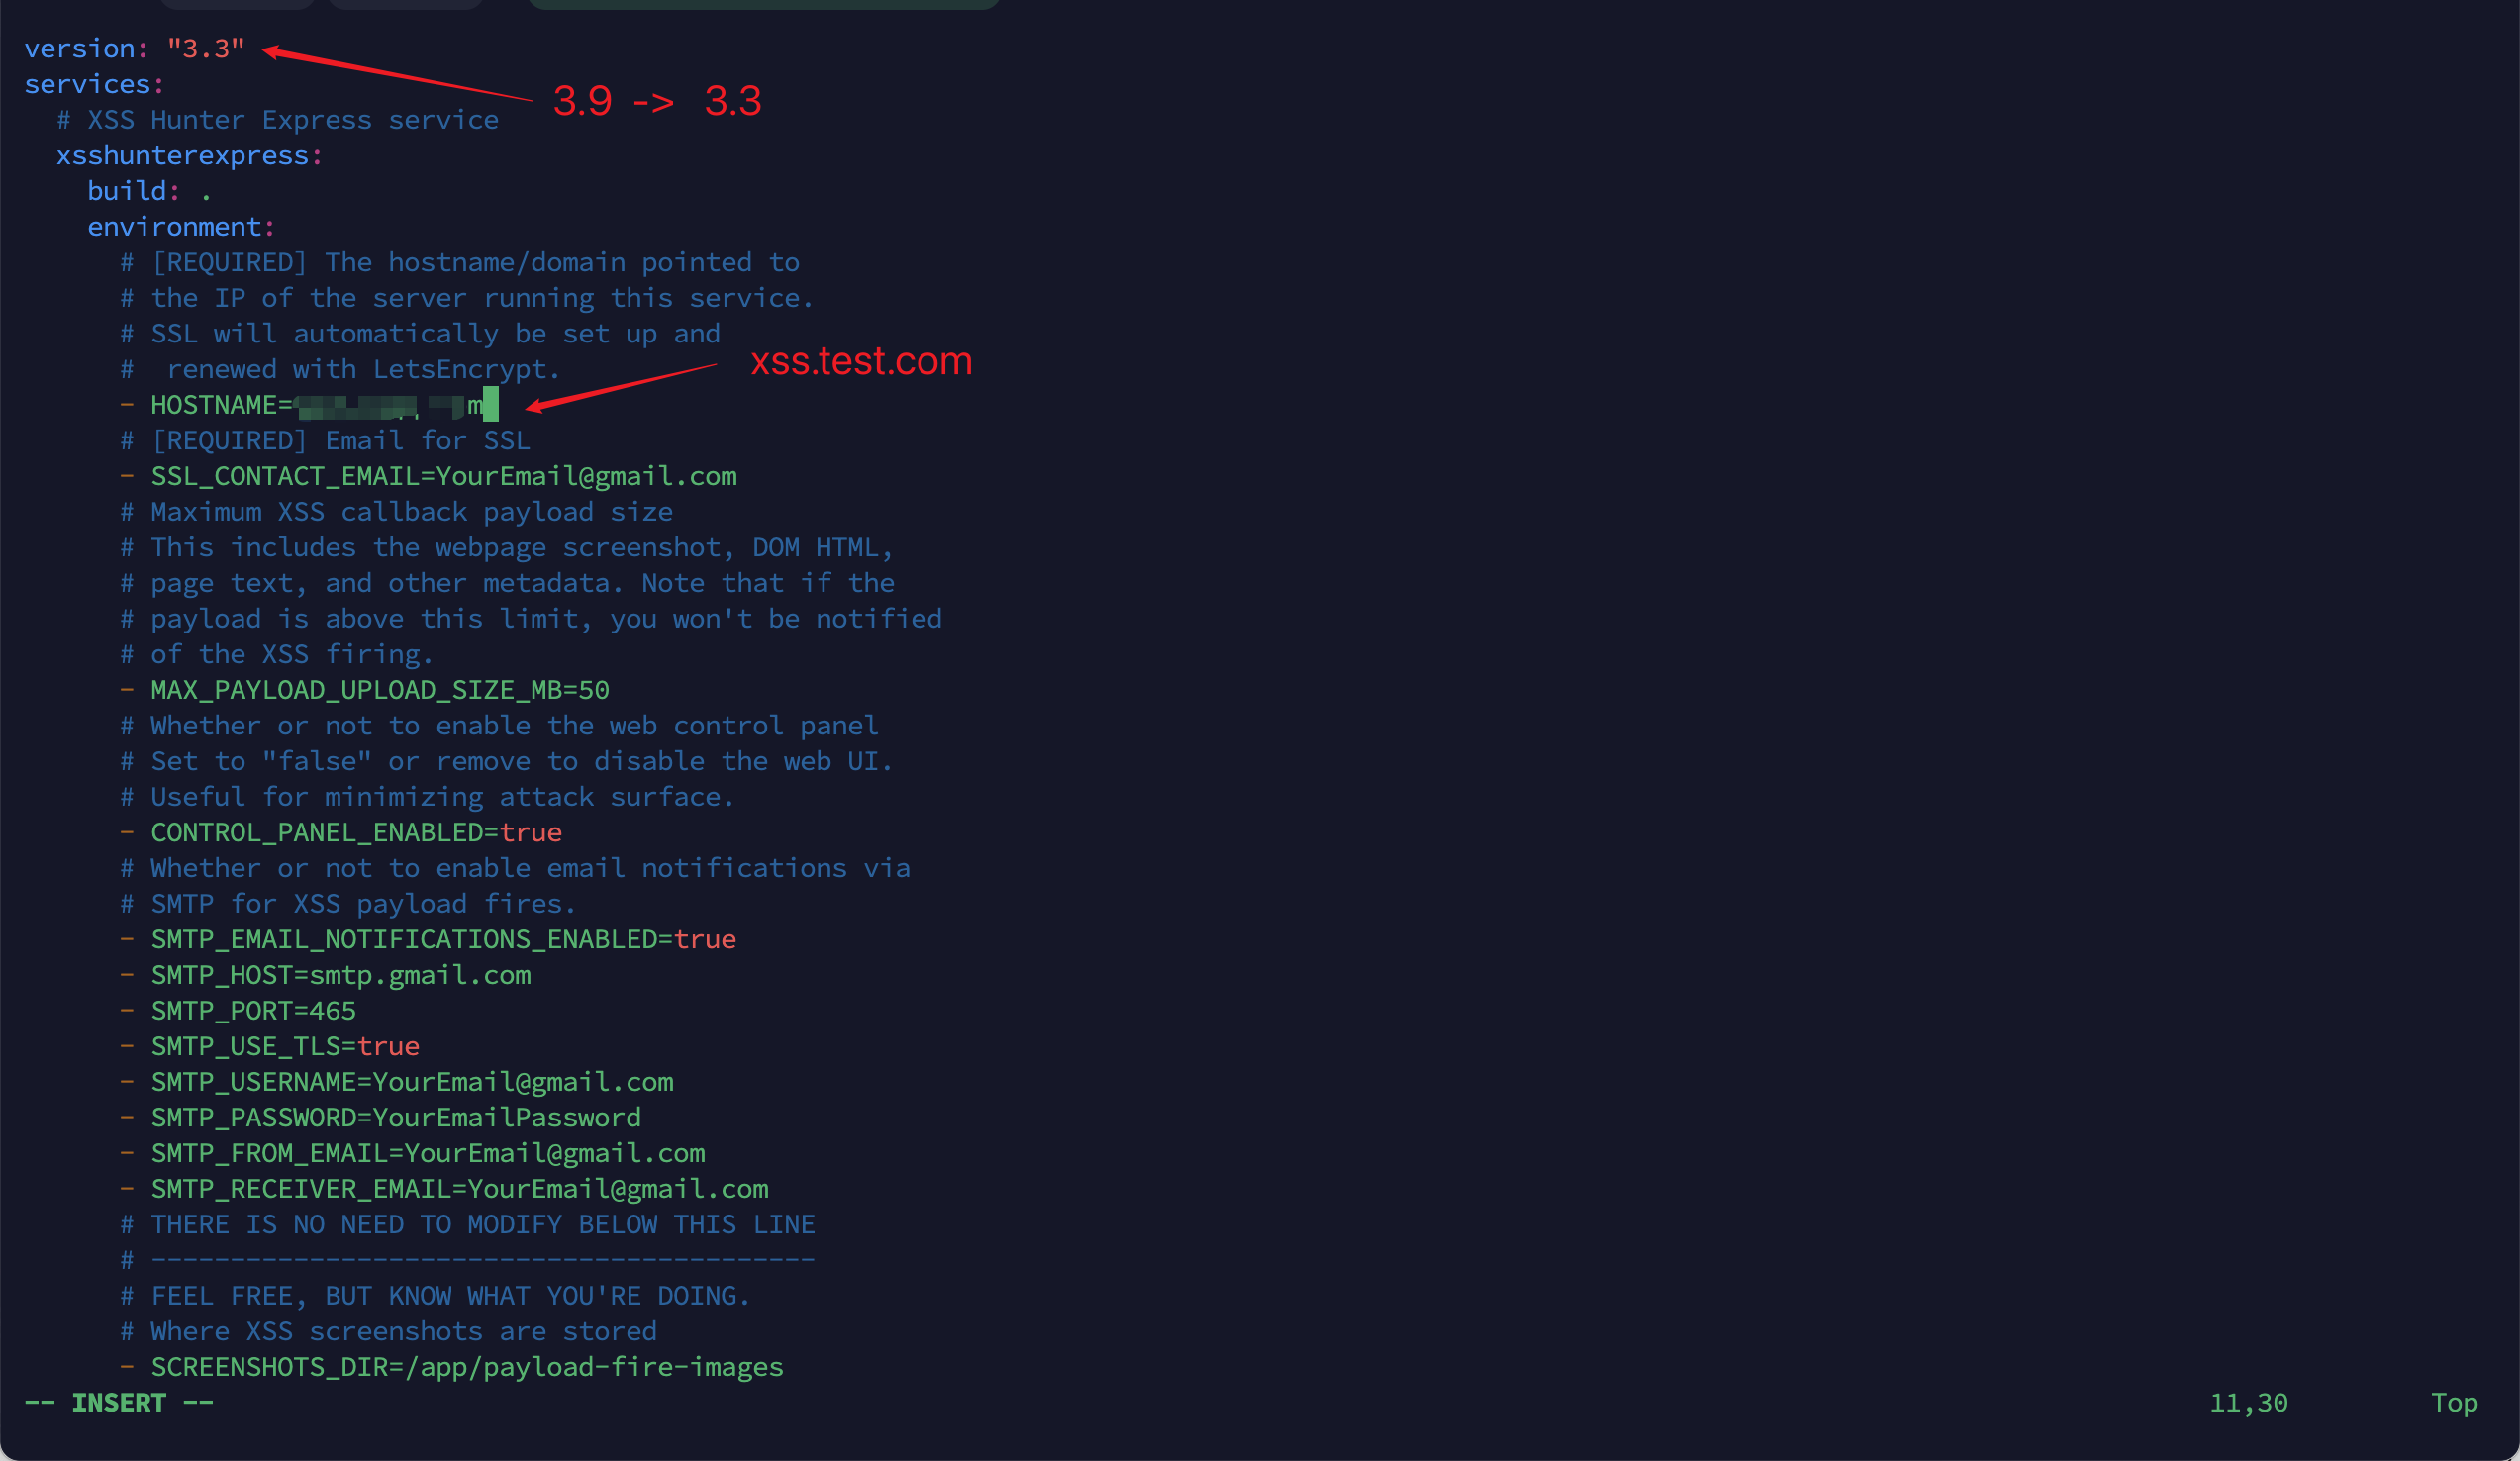 version: "3.3"
3.9 -> 3.3
services:
# XSS Hunter Express service
xsshunterexpress:
build: .
environment:
# [REQUIRED] The hostname/domain pointed to
# the IP of the server running this service.
# SSL will automatically be set up and
#  renewed with LetsEncrypt.
xss.test.com
- HOSTNAME=
# [REQUIRED] Email for SSL
- SSL_CONTACT_EMAIL=YourEmail@gmail.com
# Maximum XSS callback payload size
# This includes the webpage screenshot, DOM HTML,
# page text, and other metadata. Note that if the
# payload is above this limit, you won't be notified
# of the XSS firing.
- MAX_PAYLOAD_UPLOAD_SIZE_MB=50
# Whether or not to enable the web control panel
# Set to "false" or remove to disable the web UI.
# Useful for minimizing attack surface.
- CONTROL_PANEL_ENABLED=true
# Whether or not to enable email notifications via
# SMTP for XSS payload fires.
- SMTP_EMAIL_NOTIFICATIONS_ENABLED=true
- SMTP_HOST=smtp.gmail.com
- SMTP_PORT=465
- SMTP_USE_TLS=true
- SMTP_USERNAME=YourEmail@gmail.com
- SMTP_PASSWORD=YourEmailPassword
- SMTP_FROM_EMAIL=YourEmail@gmail.com
- SMTP_RECEIVER_EMAIL=YourEmail@gmail.com
# THERE IS NO NEED TO MODIFY BELOW THIS LINE
# ------------------------------------------
# FEEL FREE, BUT KNOW WHAT YOU'RE DOING.
# Where XSS screenshots are stored
- SCREENSHOTS_DIR=/app/payload-fire-images
-- INSERT -- 11,30 Top